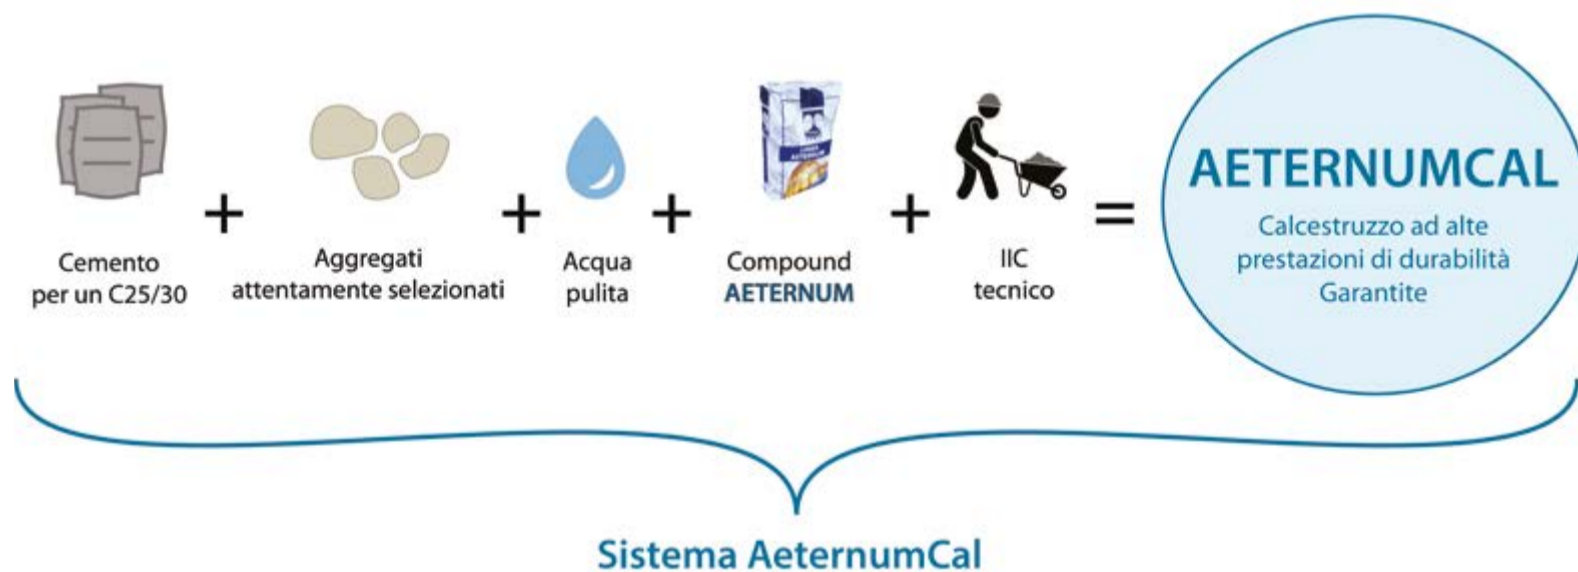 Cemento
per un C25/30
+
Aggregati
attentamente selezionati
+
Acqua
pulita
+
Compound
AETERNUM
+
IIC
tecnico
=
AETERNUMCAL
Calcestruzzo ad alte
prestazioni di durabilità
Garantite
Sistema AeternumCal